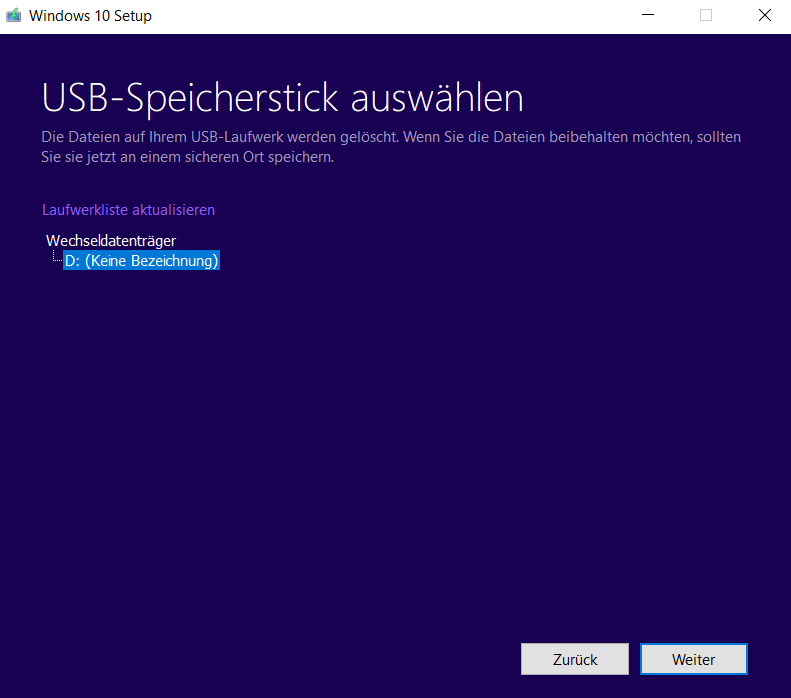 Windows 10 Setup
USB-Speicherstick auswählen
Die Dateien auf Ihrem USB-Laufwerk werden gelöscht. Wenn Sie die Dateien beibehalten möchten, sollten
Sie sie jetzt an einem sicheren Ort speichern.
Laufwerkliste aktualisieren
Wechseldatenträger
D: (Keine Bezeichnung)
Zurück
Weiter